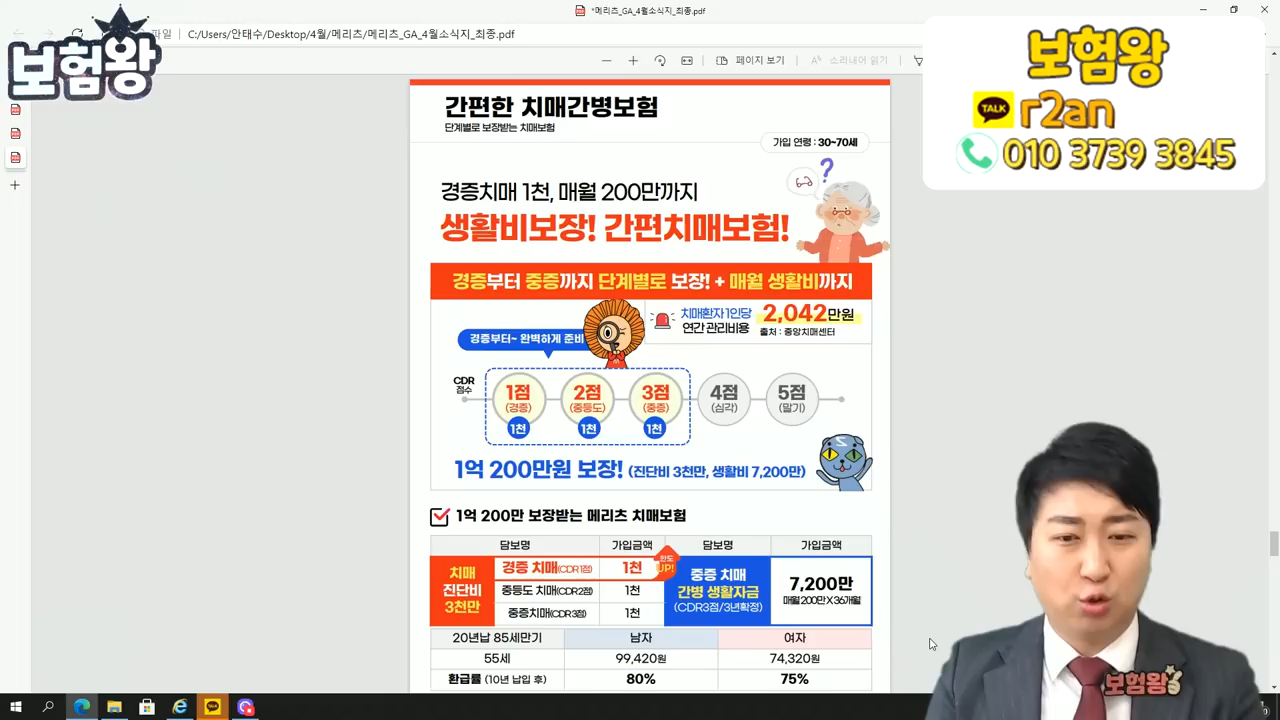 *메리츠_GA_4월소식지_최종.pdf
파일
C:/Users/안태수/Desktop/4월/메리츠/메리츠_GA_4월소식지_최종.pdf
보험왕
보험왕
TALK r2an
010 3739 3845
페이지 보기
소리내어 읽기
간편한 치매간병보험
단계별로 보장받는 치매보험
가입 연령 : 30~70세
?
경증치매 1천, 매월 200만까지
생활비보장! 간편치매보험!
경증부터 중증까지 단계별로 보장! + 매월 생활비까지
치매환자 1인당
연간 관리비용
2,042만원
출처 : 중앙치매센터
경증부터~ 완벽하게 준비
CDR
점수
1점
(경증)
1천
2점
(중등도)
1천
3점
(중증)
1천
4점
(심각)
5점
(말기)
1억 200만원 보장! (진단비 3천만, 생활비 7,200만)
1억 200만 보장받는 메리츠 치매보험
담보명 가입금액 담보명 가입금액
치매
진단비
3천만
경증 치매(CDR1점) 1천
한도
UP!
중등도 치매(CDR2점) 1천
중증치매(CDR3점) 1천
중증 치매
간병 생활자금
(CDR3점/3년확정)
7,200만
매월 200만 X 36개월
20년납 85세만기 남자 여자
55세 99,420원 74,320원
환급률 (10년 납입 후) 80% 75%
보험왕